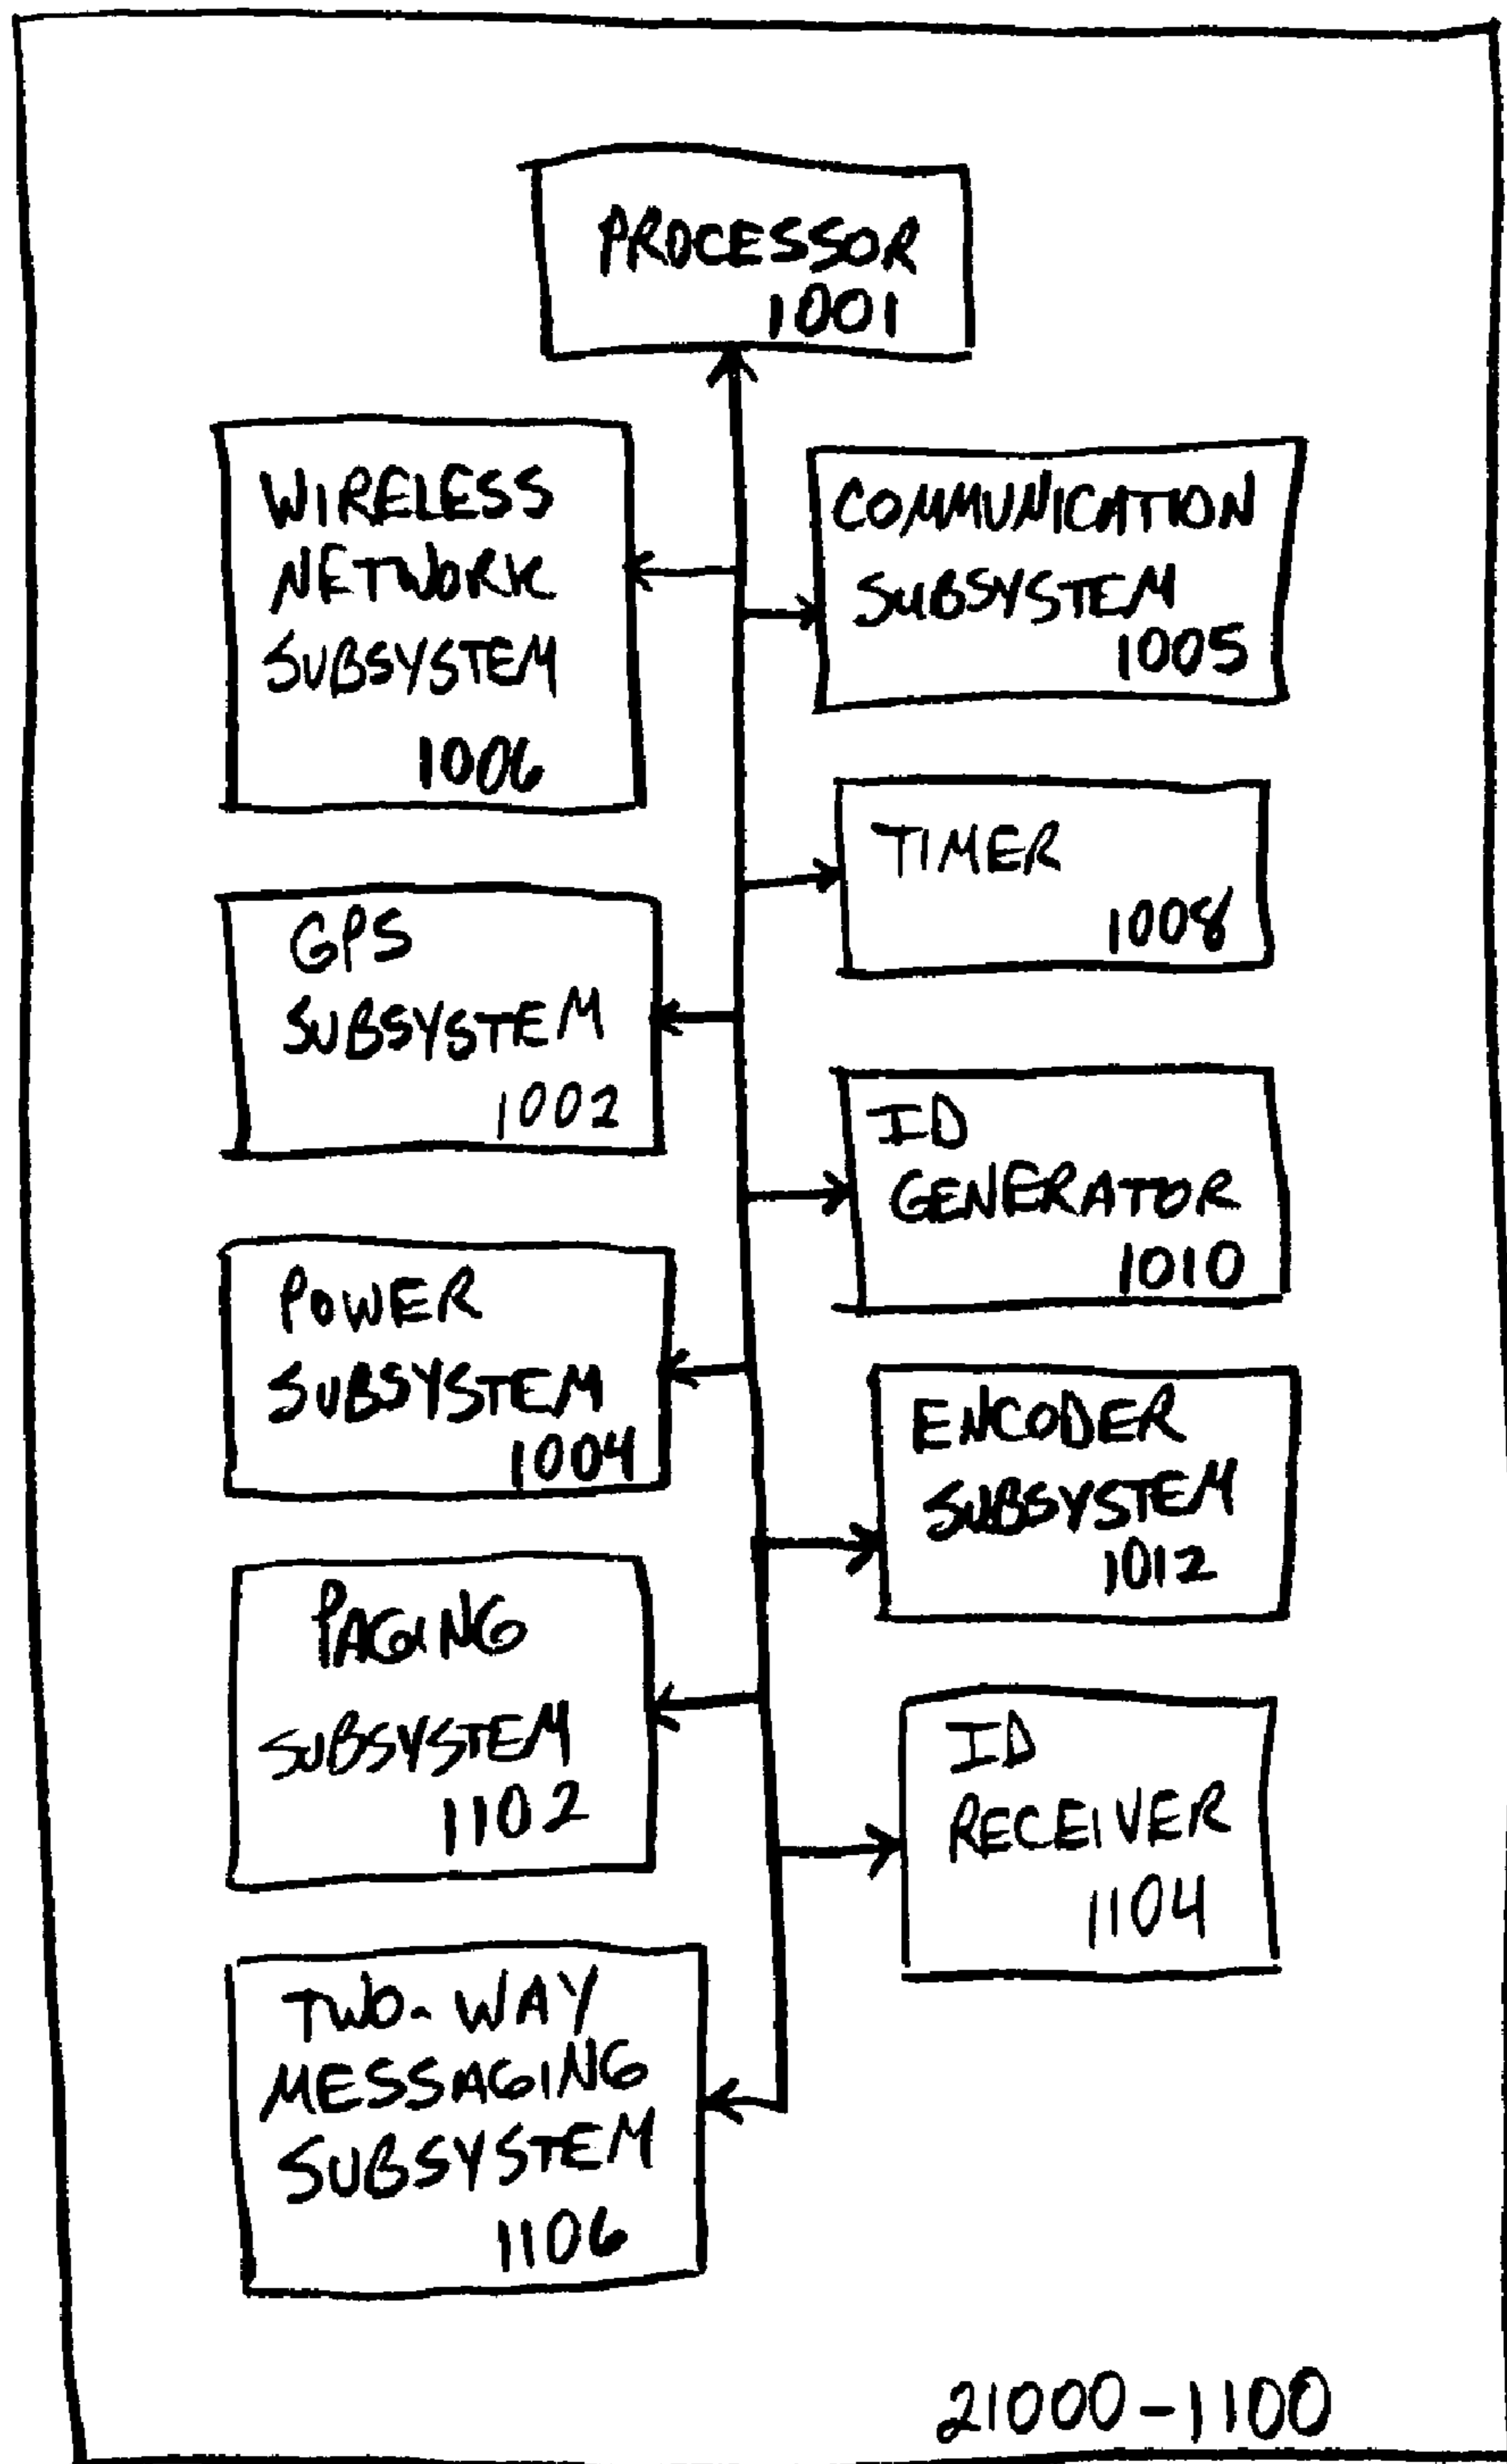 PROCESSOR
1001
WIRELESS
NETWORK
SUBSYSTEM
1006
COMMUNICATION
SUBSYSTEM
1005
TIMER
1008
GPS
SUBSYSTEM
1002
ID
GENERATOR
1010
POWER
SUBSYSTEM
1004
ENCODER
SUBSYSTEM
1012
PAGING
SUBSYSTEM
1102
ID
RECEIVER
1104
TWO-WAY
MESSAGING
SUBSYSTEM
1106
21000-1100